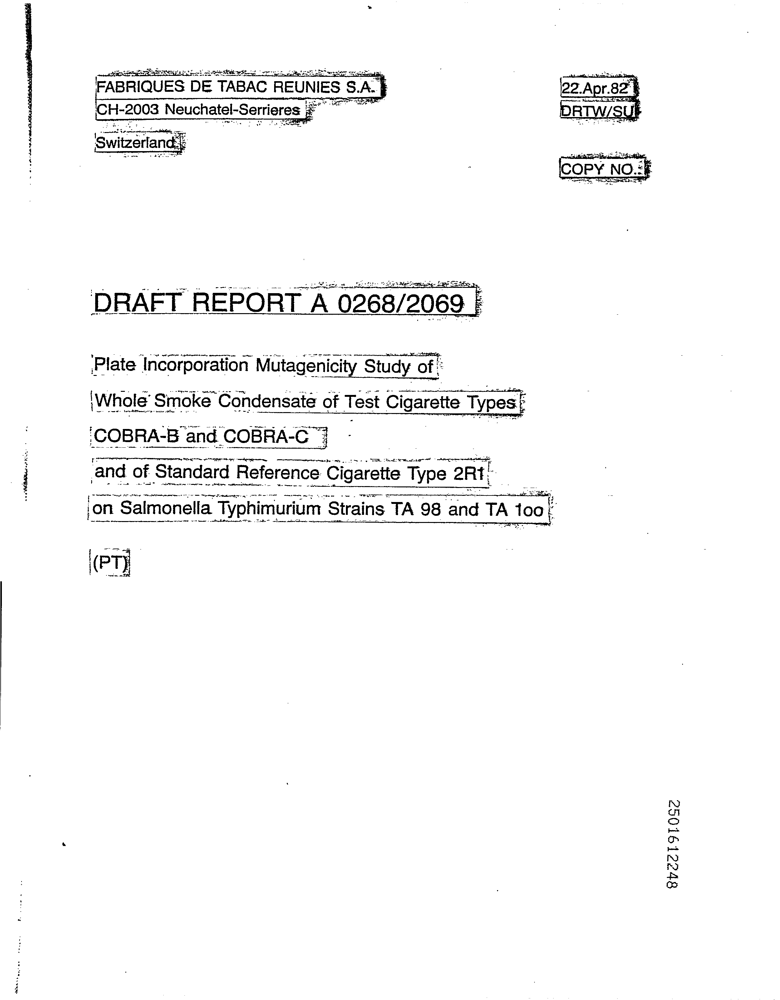 FABRIQUES DE TABAC REUNIES S.A.
22.Apr.82
CH-2003 Neuchatel-Serrieres
DRTW/SU
Switzerland
COPY NO.:
DRAFT REPORT A 0268/2069
Plate Incorporation Mutagenicity Study of
Whole Smoke Condensate of Test Cigarette Types
COBRA-B and COBRA-C
and of Standard Reference Cigarette Type 2R1
on Salmonella Typhimurium Strains TA 98 and TA 1oo
(PT)
2501612248